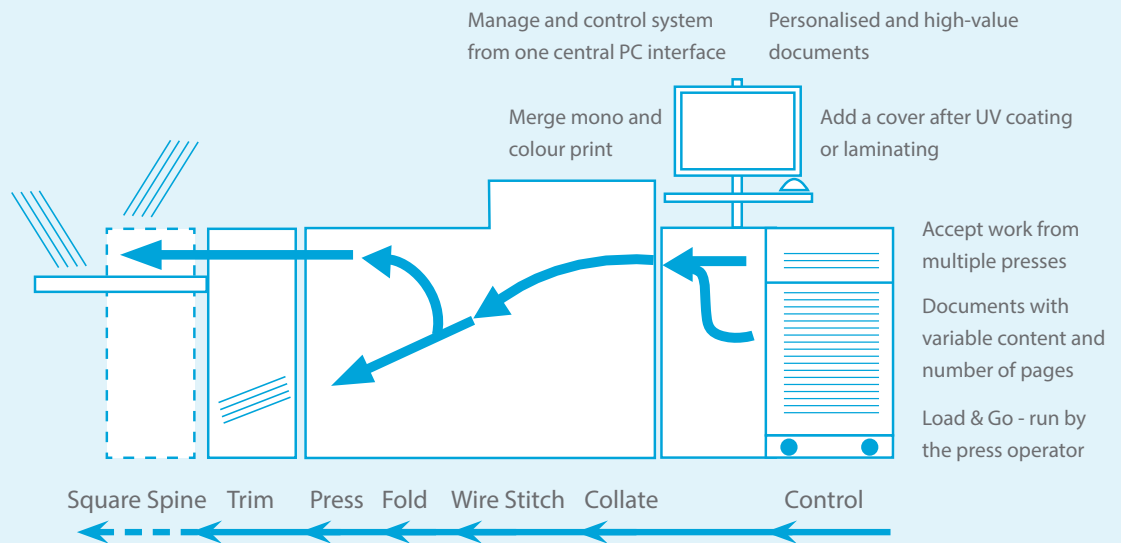 Manage and control system
from one central PC interface
Personalised and high-value
documents
Merge mono and
colour print
Add a cover after UV coating
or laminating
Accept work from
multiple presses
Documents with
variable content and
number of pages
Load & Go - run by
the press operator
Square Spine
Trim
Press
Fold
Wire Stitch
Collate
Control